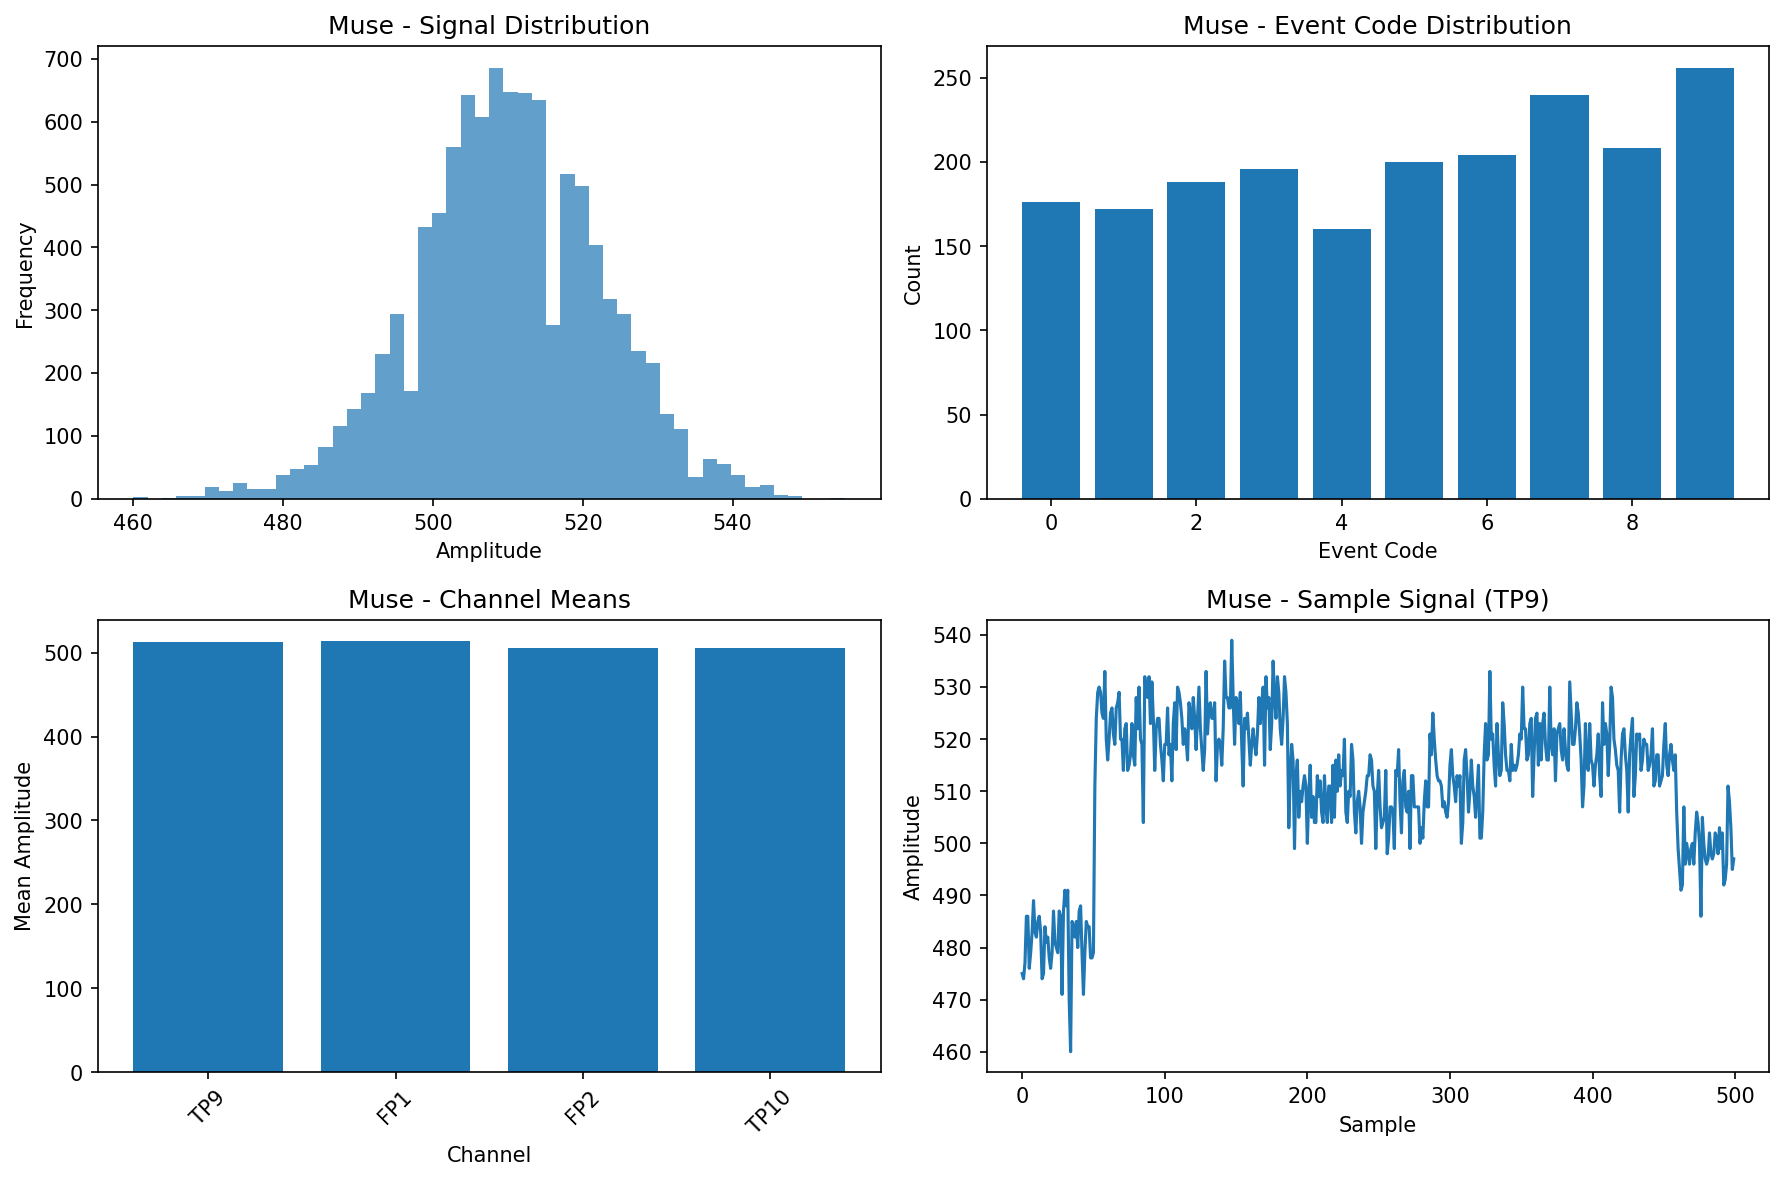 Muse - Signal Distribution
Frequency
700
600
500
400
300
200
100
0
460 480 500 520 540
Amplitude
Muse - Event Code Distribution
Count
250
200
150
100
50
0
0 2 4 6 8
Event Code
Muse - Channel Means
Mean Amplitude
500
400
300
200
100
0
TP9 FP1 FP2 TP10
Channel
Muse - Sample Signal (TP9)
Amplitude
540
530
520
510
500
490
480
470
460
0 100 200 300 400 500
Sample